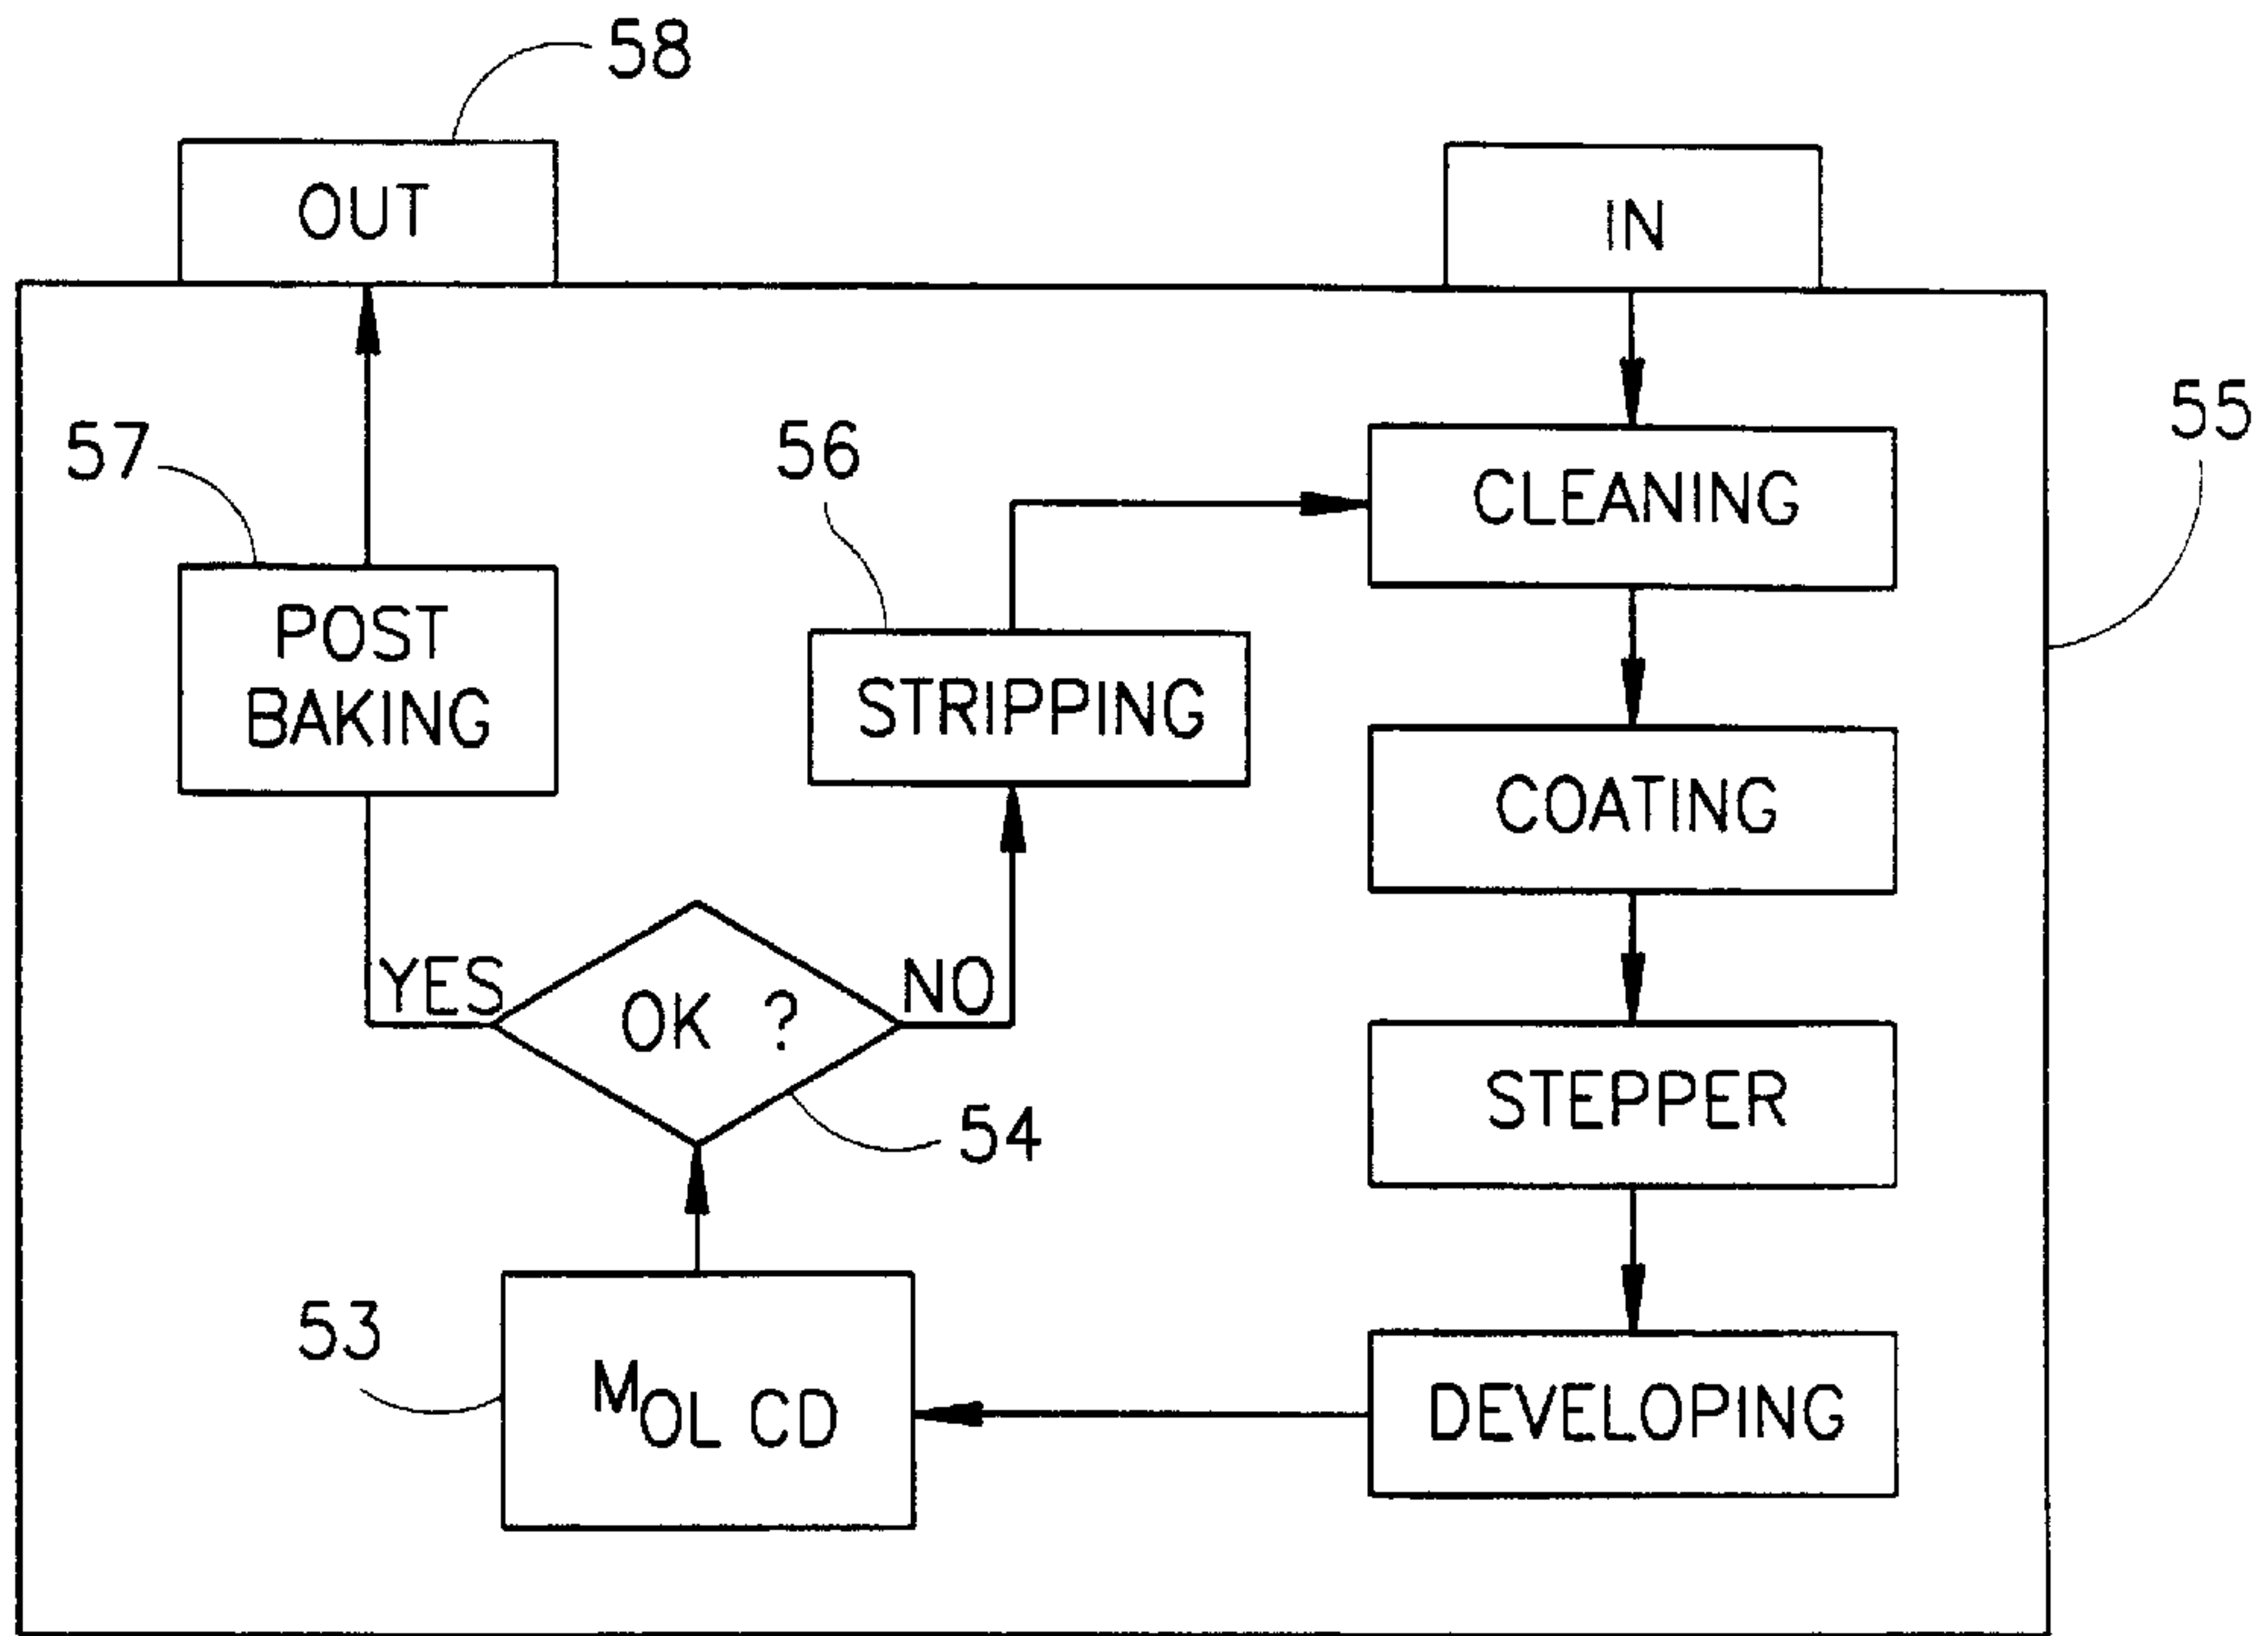 58
OUT
IN
55
57
56
CLEANING
POST
BAKING
STRIPPING
COATING
YES
NO
OK ?
STEPPER
54
53
MOL CD
DEVELOPING